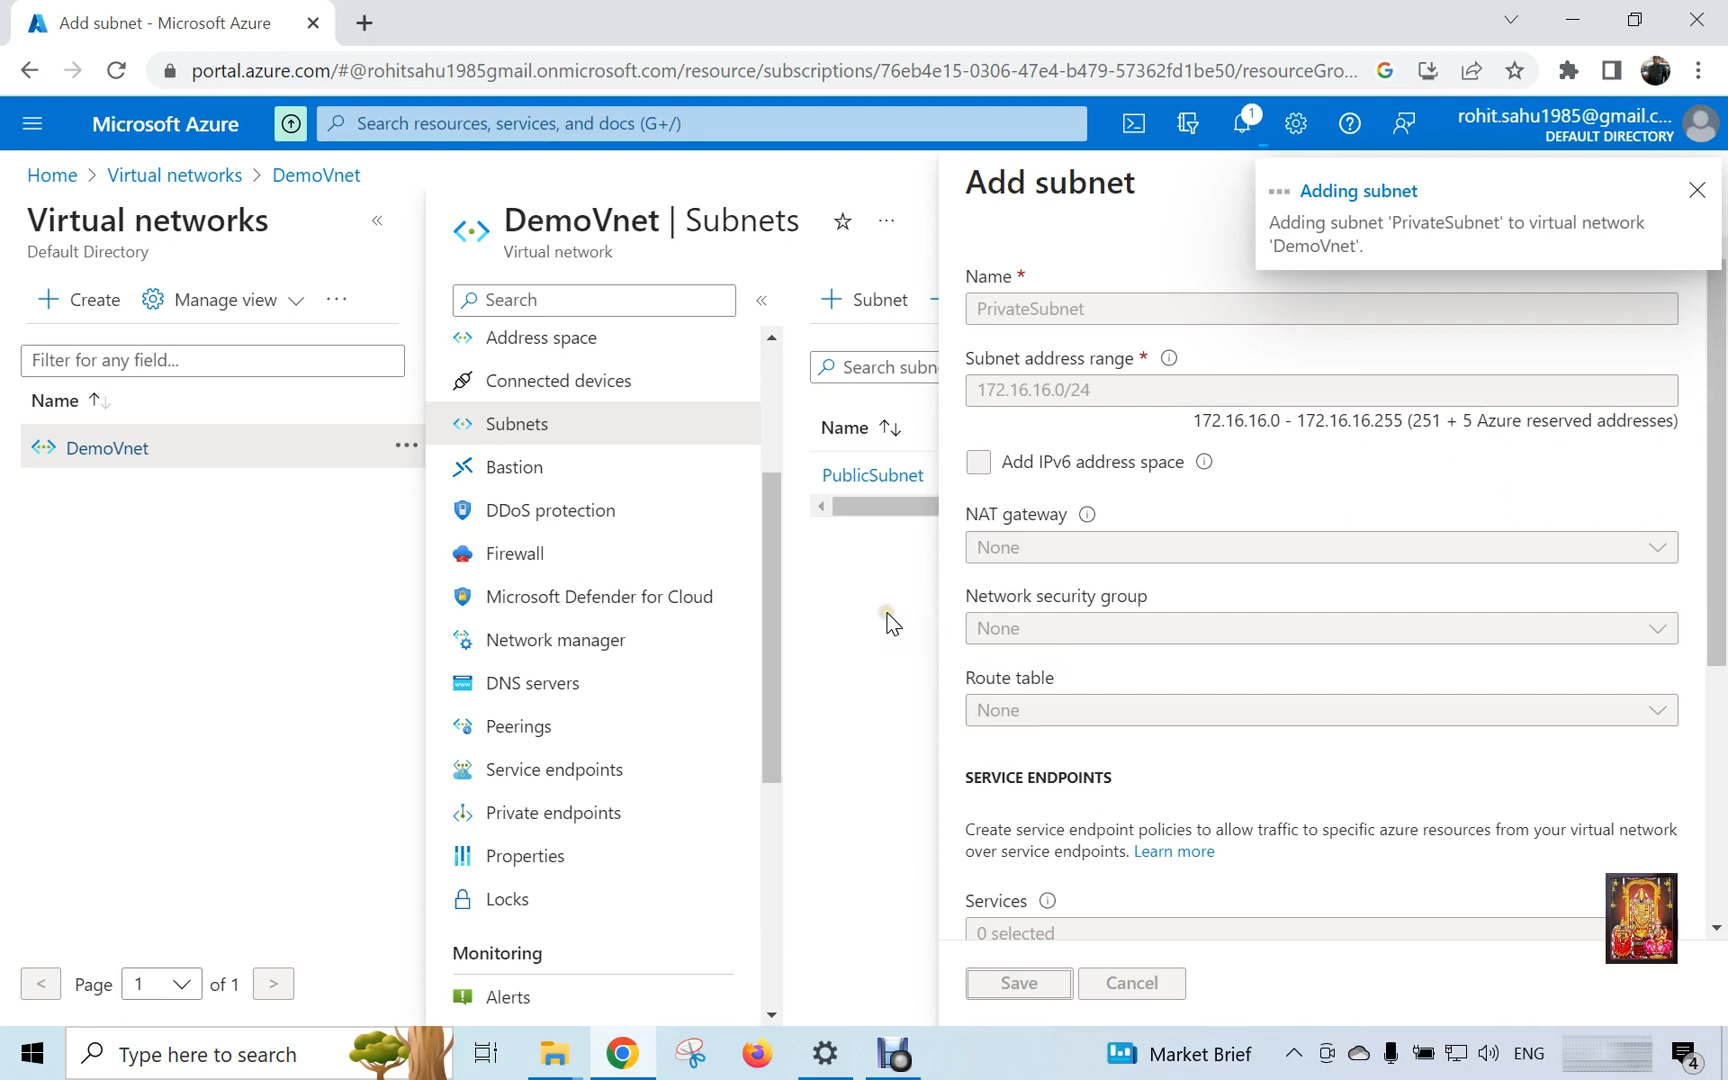 Add subnet - Microsoft Azure
portal.azure.com/#@rohitsahu1985gmail.onmicrosoft.com/resource/subscriptions/76eb4e15-0306-47e4-b479-57362fd1be50/resourceGro...
Microsoft Azure
Search resources, services, and docs (G+/)
1
rohit.sahu1985@gmail.c...
DEFAULT DIRECTORY
Home > Virtual networks > DemoVnet
Virtual networks
Default Directory
Create
Manage view
Filter for any field...
Name
DemoVnet
< Page 1 of 1 >
DemoVnet | Subnets
Virtual network
Search
Address space
Connected devices
Subnets
Bastion
DDoS protection
Firewall
Microsoft Defender for Cloud
Network manager
DNS servers
Peerings
Service endpoints
Private endpoints
Properties
Locks
Monitoring
Alerts
Subnet
Search subn
Name
PublicSubnet
Add subnet
Adding subnet
Adding subnet 'PrivateSubnet' to virtual network
'DemoVnet'.
Name *
PrivateSubnet
Subnet address range *
172.16.16.0/24
172.16.16.0 - 172.16.16.255 (251 + 5 Azure reserved addresses)
Add IPv6 address space
NAT gateway
None
Network security group
None
Route table
None
SERVICE ENDPOINTS
Create service endpoint policies to allow traffic to specific azure resources from your virtual network
over service endpoints. Learn more
Services
0 selected
Save
Cancel
Type here to search
Market Brief
ENG
4